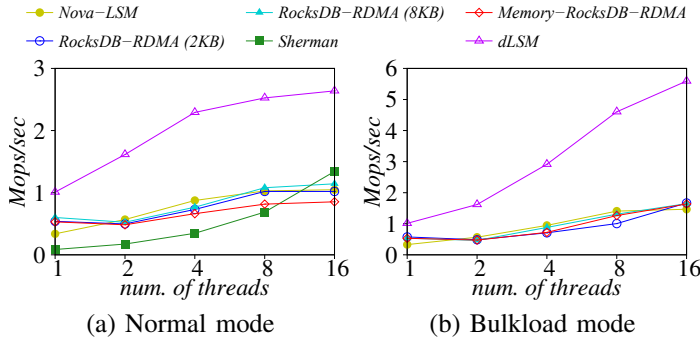 Nova-LSM RocksDB-RDMA (8KB) Memory-RocksDB-RDMA
RocksDB-RDMA (2KB) Sherman dLSM
3
2
1
0
Mops/sec
1 2 4 8 16
num. of threads
(a) Normal mode
6
5
4
3
2
1
0
Mops/sec
1 2 4 8 16
num. of threads
(b) Bulkload mode